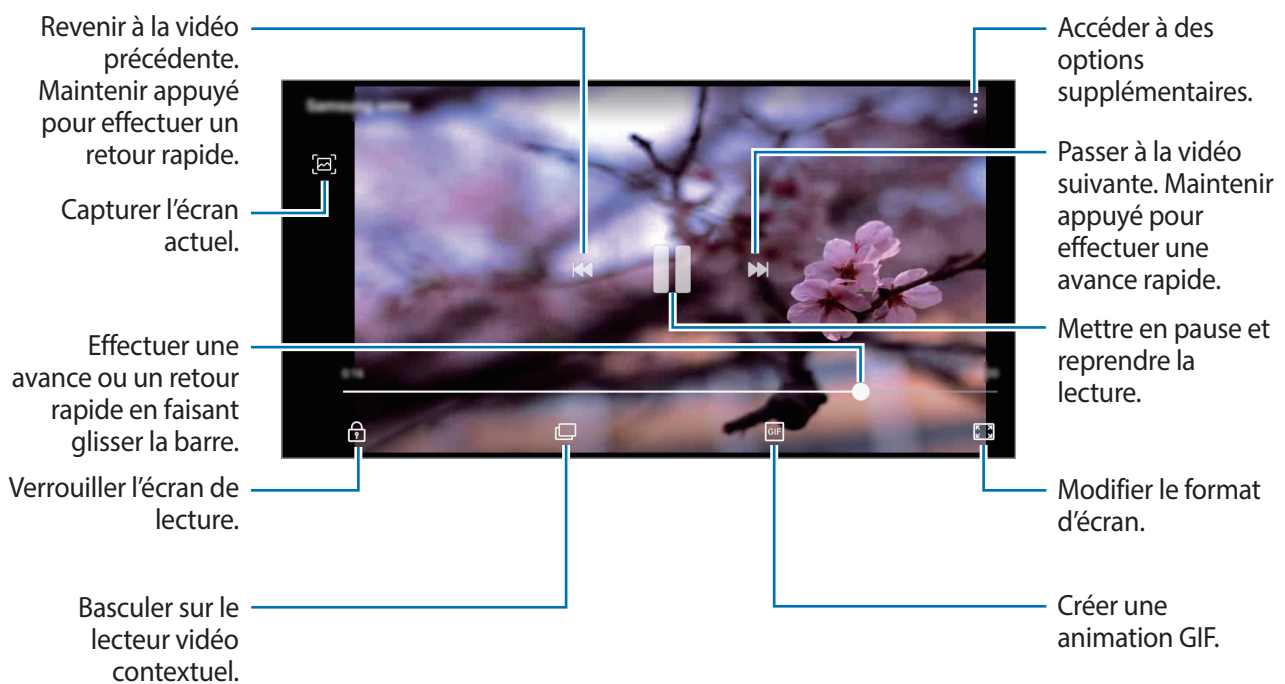 Revenir à la vidéo
précédente.
Maintenir appuyé
pour effectuer un
retour rapide.
Capturer l’écran
actuel.
Effectuer une
avance ou un retour
rapide en faisant
glisser la barre.
Verrouiller l’écran de
lecture.
Basculer sur le
lecteur vidéo
contextuel.
Accéder à des
options
supplémentaires.
Passer à la vidéo
suivante. Maintenir
appuyé pour
effectuer une
avance rapide.
Mettre en pause et
reprendre la
lecture.
Modifier le format
d’écran.
Créer une
animation GIF.
GIF